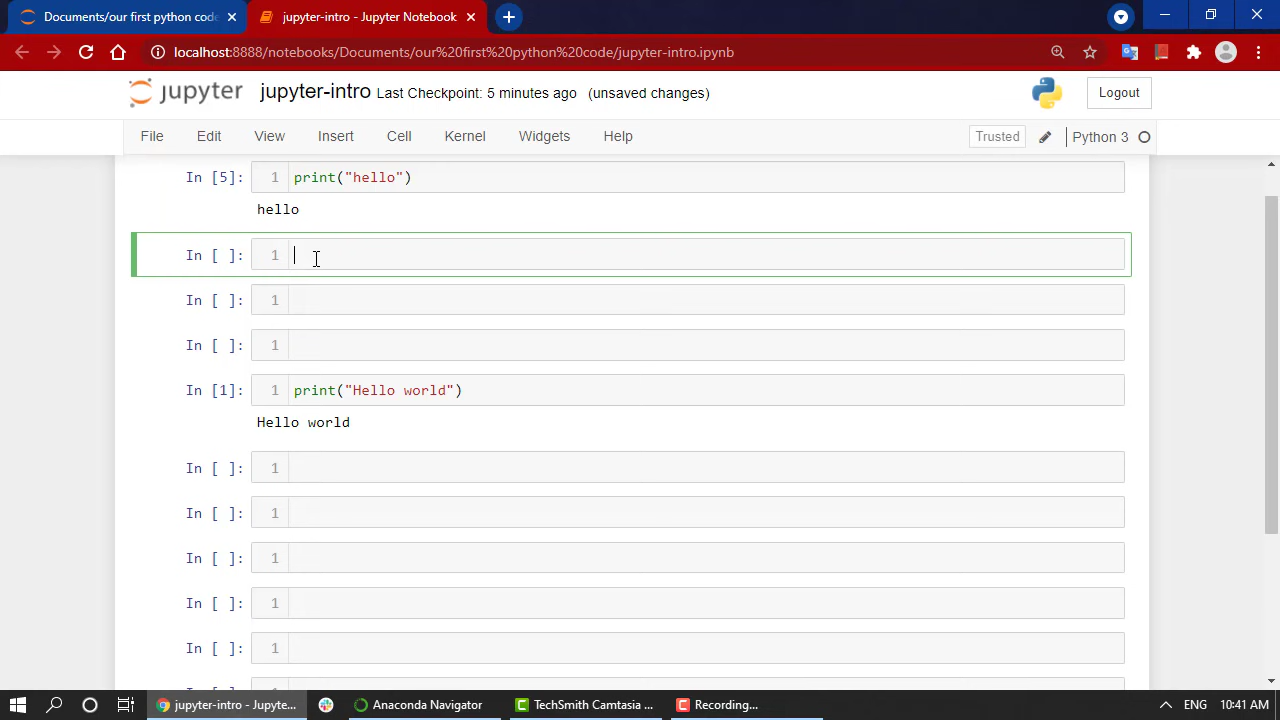 Documents/our first python code
jupyter-intro - Jupyter Notebook
localhost:8888/notebooks/Documents/our%20first%20python%20code/jupyter-intro.ipynb
jupyter jupyter-intro Last Checkpoint: 5 minutes ago (unsaved changes) Logout
File Edit View Insert Cell Kernel Widgets Help Trusted Python 3
In [5]: 1 print("hello")
hello
In [ ]: 1
In [ ]: 1
In [ ]: 1
In [1]: 1 print("Hello world")
Hello world
In [ ]: 1
In [ ]: 1
In [ ]: 1
In [ ]: 1
In [ ]: 1
jupyter-intro - Jupyte... Anaconda Navigator TechSmith Camtasia ... Recording... ENG 10:41 AM